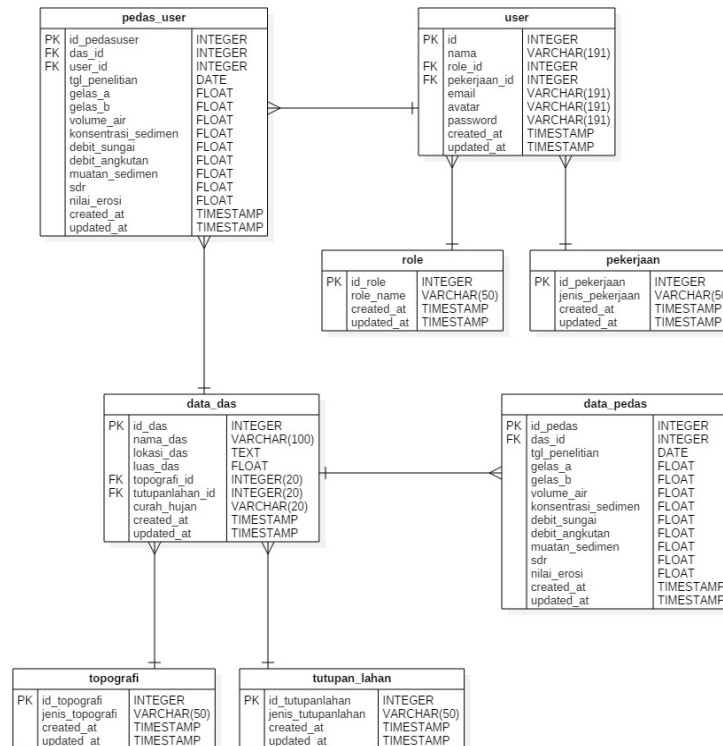 pedas_user
PK id_pedasuser INTEGER
FK das_id INTEGER
FK user_id INTEGER
tgl_penelitian DATE
gelas_a FLOAT
gelas_b FLOAT
volume_air FLOAT
konsentrasi_sedimen FLOAT
debit_sungai FLOAT
debit_angkutan FLOAT
muatan_sedimen FLOAT
sdr FLOAT
nilai_erosi FLOAT
created_at TIMESTAMP
updated_at TIMESTAMP
user
PK id INTEGER
nama VARCHAR(191)
FK role_id INTEGER
FK pekerjaan_id INTEGER
email VARCHAR(191)
avatar VARCHAR(191)
password VARCHAR(191)
created_at TIMESTAMP
updated_at TIMESTAMP
role
PK id_role INTEGER
role_name VARCHAR(50)
created_at TIMESTAMP
updated_at TIMESTAMP
pekerjaan
PK id_pekerjaan INTEGER
jenis_pekerjaan VARCHAR(50
created_at TIMESTAMP
updated_at TIMESTAMP
data_das
PK id_das INTEGER
nama_das VARCHAR(100)
lokasi_das TEXT
luas_das FLOAT
FK topografi_id INTEGER(20)
FK tutupanlahan_id INTEGER(20)
curah_hujan VARCHAR(20)
created_at TIMESTAMP
updated_at TIMESTAMP
data_pedas
PK id_pedas INTEGER
FK das_id INTEGER
tgl_penelitian DATE
gelas_a FLOAT
gelas_b FLOAT
volume_air FLOAT
konsentrasi_sedimen FLOAT
debit_sungai FLOAT
debit_angkutan FLOAT
muatan_sedimen FLOAT
sdr FLOAT
nilai_erosi FLOAT
created_at TIMESTAMP
updated_at TIMESTAMP
topografi
PK id_topografi INTEGER
jenis_topografi VARCHAR(50)
created_at TIMESTAMP
updated_at TIMESTAMP
tutupan_lahan
PK id_tutupanlahan INTEGER
jenis_tutupanlahan VARCHAR(50)
created_at TIMESTAMP
updated_at TIMESTAMP